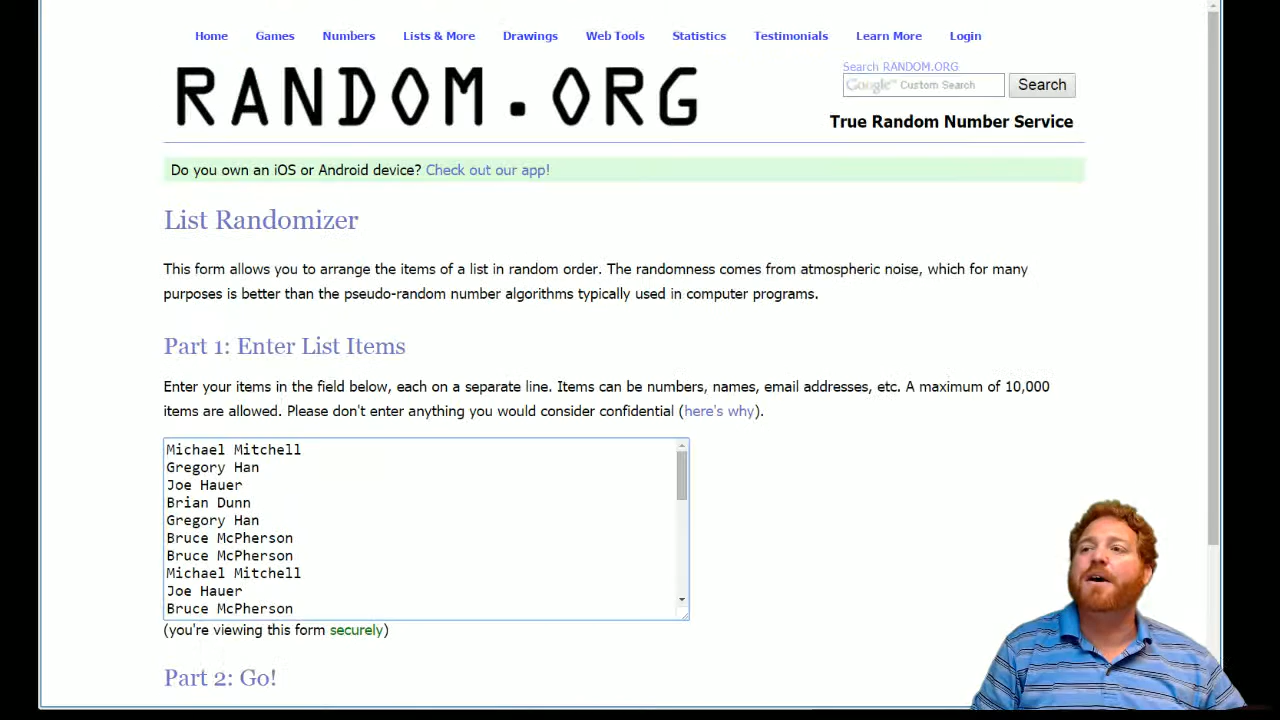 Home Games Numbers Lists & More Drawings Web Tools Statistics Testimonials Learn More Login
RANDOM.ORG
Search RANDOM.ORG
Google™ Custom Search Search
True Random Number Service
Do you own an iOS or Android device? Check out our app!
List Randomizer
This form allows you to arrange the items of a list in random order. The randomness comes from atmospheric noise, which for many
purposes is better than the pseudo-random number algorithms typically used in computer programs.
Part 1: Enter List Items
Enter your items in the field below, each on a separate line. Items can be numbers, names, email addresses, etc. A maximum of 10,000
items are allowed. Please don't enter anything you would consider confidential (here's why).
Michael Mitchell
Gregory Han
Joe Hauer
Brian Dunn
Gregory Han
Bruce McPherson
Bruce McPherson
Michael Mitchell
Joe Hauer
Bruce McPherson
(you're viewing this form securely)
Part 2: Go!